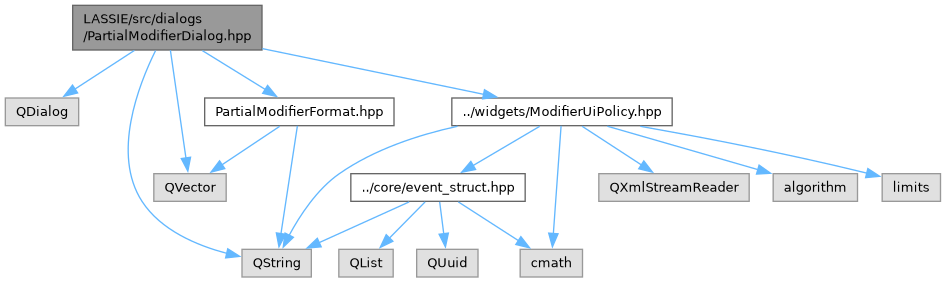 LASSIE/src/dialogs
/PartialModifierDialog.hpp
QDialog
PartialModifierFormat.hpp
../widgets/ModifierUiPolicy.hpp
QVector
../core/event_struct.hpp
QXmlStreamReader
algorithm
limits
QString
QList
QUuid
cmath